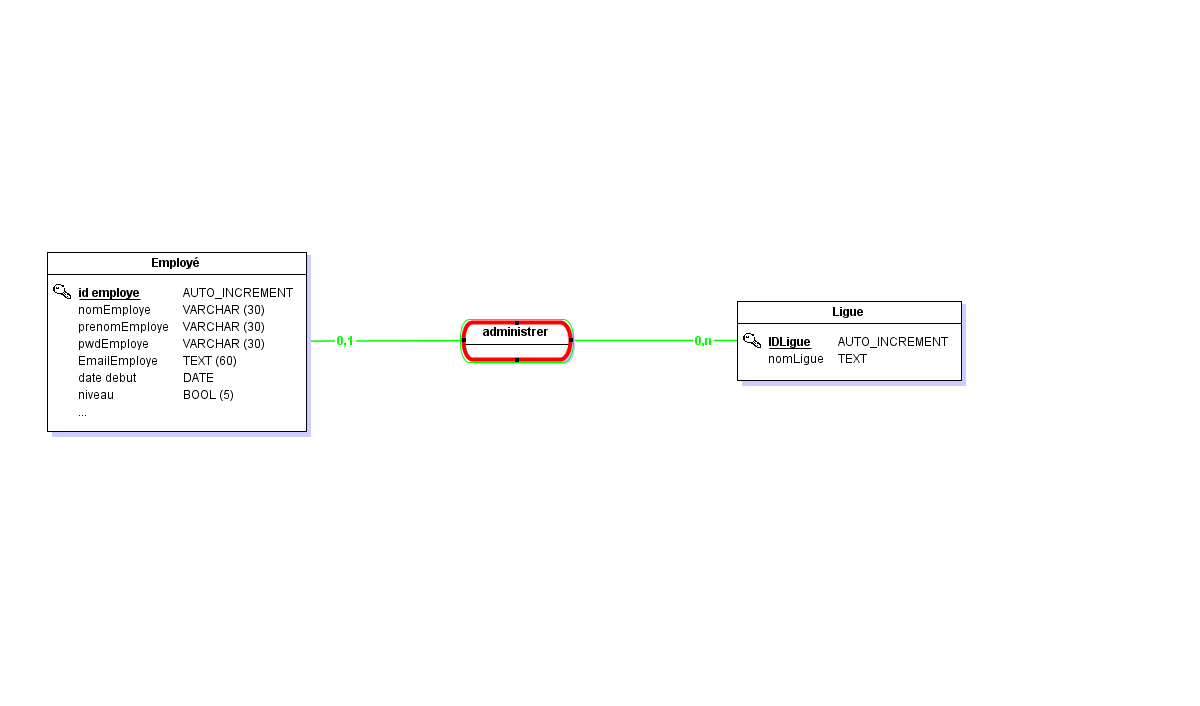 Employé
id employe AUTO_INCREMENT
nomEmploye VARCHAR (30)
prenomEmploye VARCHAR (30)
pwdEmploye VARCHAR (30)
EmailEmploye TEXT (60)
date debut DATE
niveau BOOL (5)
...
0,1
administrer
0,n
Ligue
IDLigue AUTO_INCREMENT
nomLigue TEXT